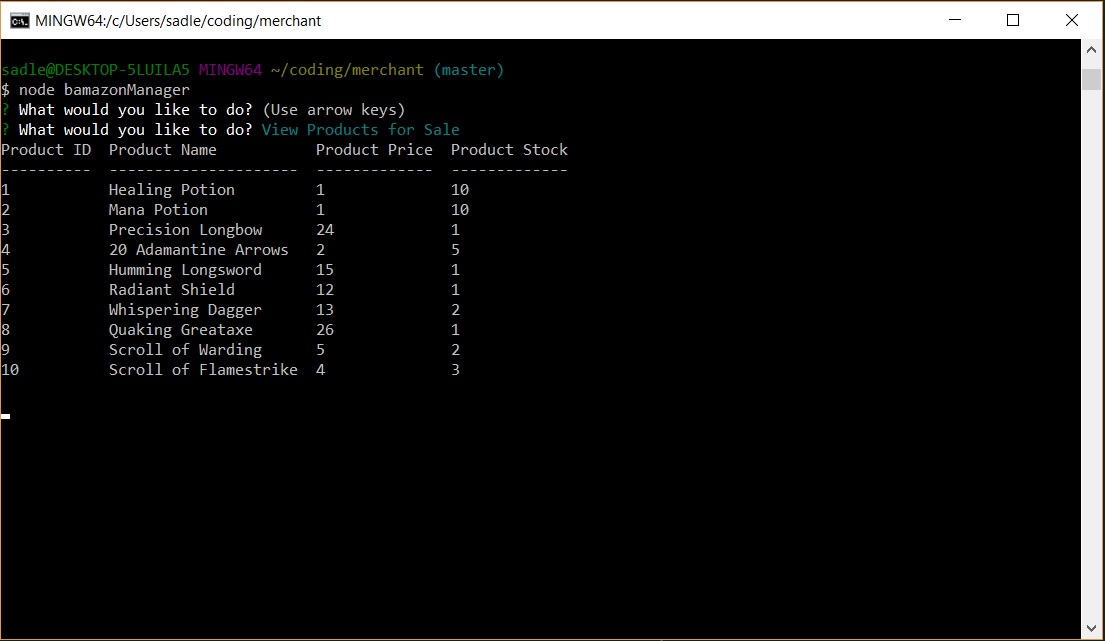 MINGW64:/c/Users/sadle/coding/merchant
sadle@DESKTOP-5LUILA5 MINGW64 ~/coding/merchant (master)
$ node bamazonManager
? What would you like to do? (Use arrow keys)
? What would you like to do? View Products for Sale
Product ID  Product Name           Product Price  Product Stock
----------  ---------------------  -------------  -------------
1           Healing Potion         1              10
2           Mana Potion            1              10
3           Precision Longbow      24             1
4           20 Adamantine Arrows   2              5
5           Humming Longsword      15             1
6           Radiant Shield         12             1
7           Whispering Dagger      13             2
8           Quaking Greataxe       26             1
9           Scroll of Warding      5              2
10          Scroll of Flamestrike  4              3